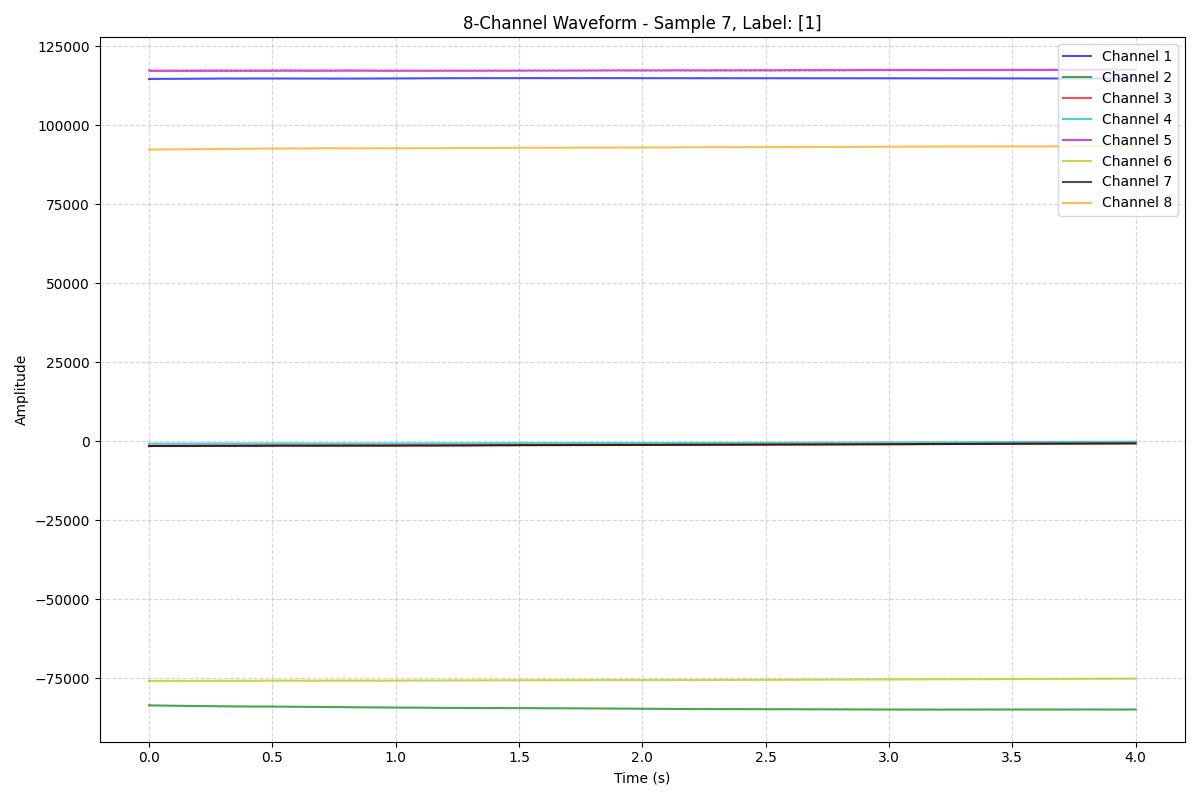 8-Channel Waveform - Sample 7, Label: [1]
125000
100000
75000
50000
25000
0
−25000
−50000
−75000
Amplitude
Channel 1
Channel 2
Channel 3
Channel 4
Channel 5
Channel 6
Channel 7
Channel 8
0.0 0.5 1.0 1.5 2.0 2.5 3.0 3.5 4.0
Time (s)